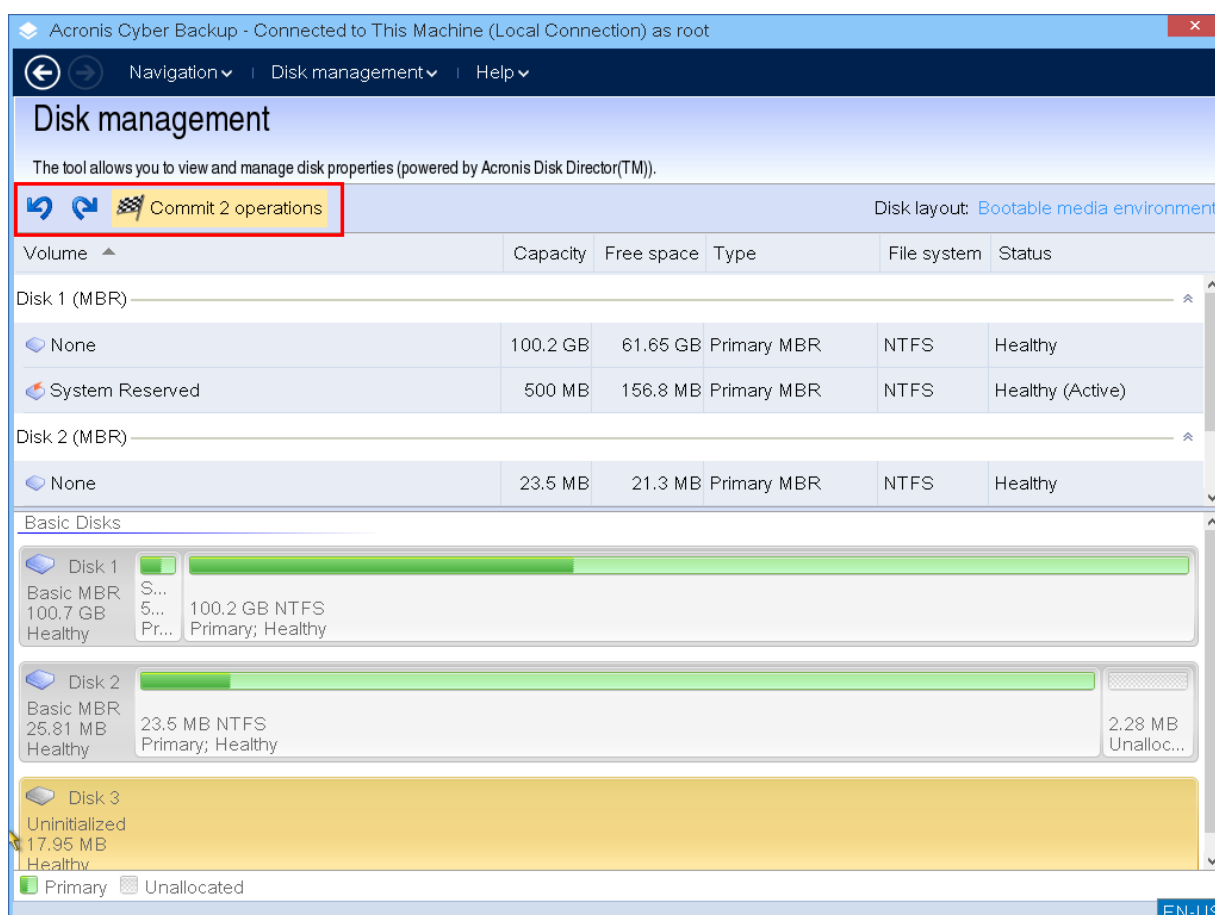 Acronis Cyber Backup - Connected to This Machine (Local Connection) as root
Navigation Disk management Help
Disk management
The tool allows you to view and manage disk properties (powered by Acronis Disk Director(TM)).
Commit 2 operations Disk layout: Bootable media environment
Volume Capacity Free space Type File system Status
Disk 1 (MBR)
None 100.2 GB 61.65 GB Primary MBR NTFS Healthy
System Reserved 500 MB 156.8 MB Primary MBR NTFS Healthy (Active)
Disk 2 (MBR)
None 23.5 MB 21.3 MB Primary MBR NTFS Healthy
Basic Disks
Disk 1
Basic MBR
100.7 GB
Healthy
S...
5...
Pr...
100.2 GB NTFS
Primary; Healthy
Disk 2
Basic MBR
25.81 MB
Healthy
23.5 MB NTFS
Primary; Healthy
2.28 MB
Unalloc...
Disk 3
Uninitialized
17.95 MB
Healthy
Primary Unallocated
EN-US